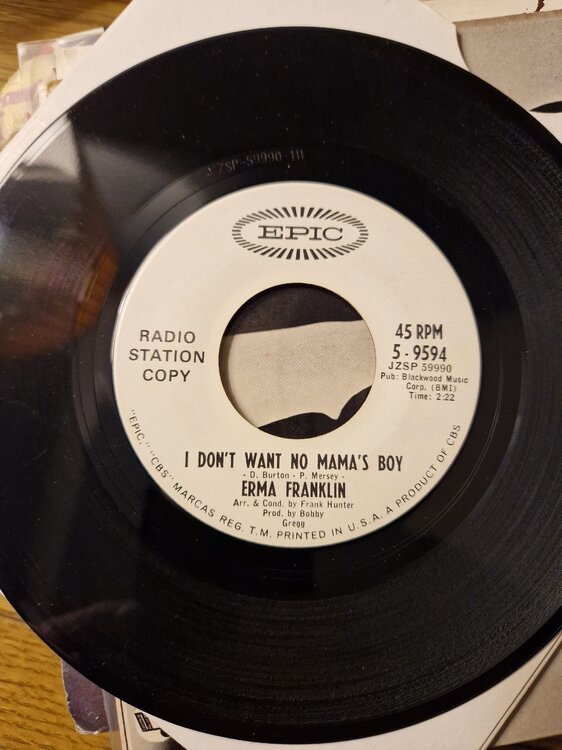 JZSP-59990-1H
EPIC
RADIO
STATION
COPY
45 RPM
5-9594
JZSP 59990
Pub: Blackwood Music
Corp. (BMI)
Time: 2:22
I DON'T WANT NO MAMA'S BOY
- D. Burton - P. Mersey -
ERMA FRANKLIN
Arr. & Cond. by Frank Hunter
Prod. by Bobby
Gregg
"EPIC," "CBS" MARCAS REG. T.M. PRINTED IN U.S.A. A PRODUCT OF CBS